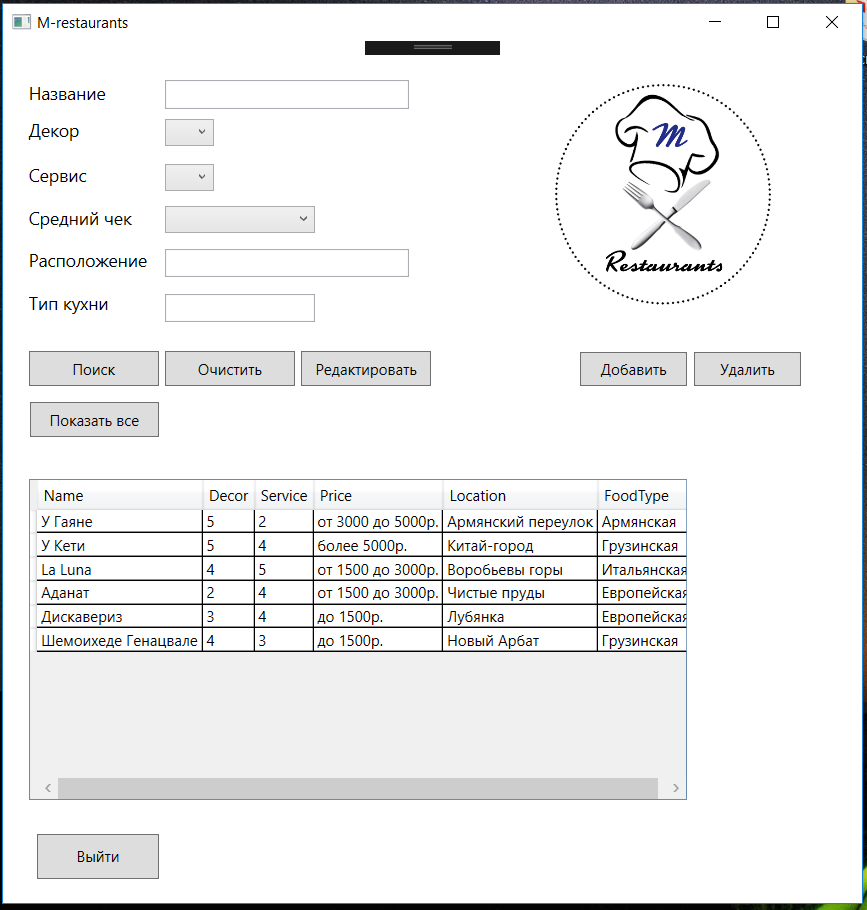 M-restaurants
Название
Декор
Сервис
Средний чек
Расположение
Тип кухни
M
Restaurants
Поиск Очистить Редактировать Добавить Удалить
Показать все
Name Decor Service Price Location FoodType
У Гаяне 5 2 от 3000 до 5000р. Армянский переулок Армянская
У Кети 5 4 более 5000р. Китай-город Грузинская
La Luna 4 5 от 1500 до 3000р. Воробьевы горы Итальянская
Аданат 2 4 от 1500 до 3000р. Чистые пруды Европейская
Дискавериз 3 4 до 1500р. Лубянка Европейская
Шемоихеде Генацвале 4 3 до 1500р. Новый Арбат Грузинская
Выйти